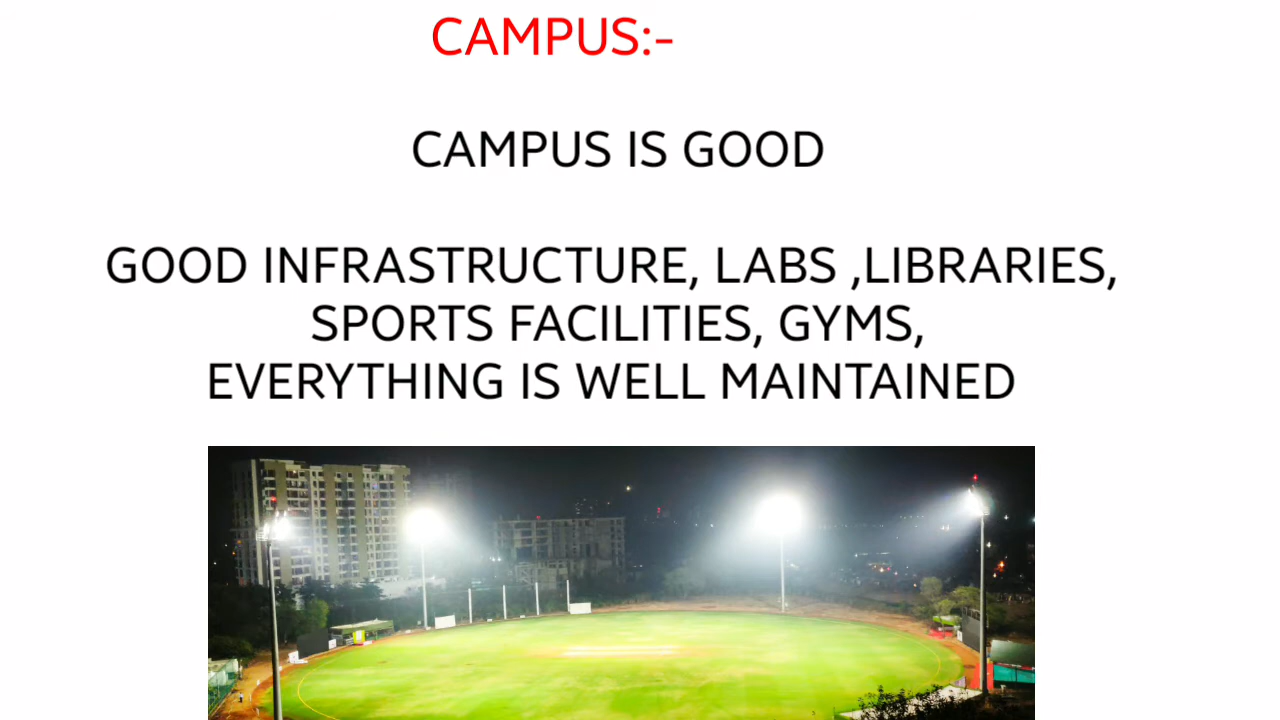 CAMPUS:-
CAMPUS IS GOOD
GOOD INFRASTRUCTURE, LABS ,LIBRARIES,
SPORTS FACILITIES, GYMS,
EVERYTHING IS WELL MAINTAINED